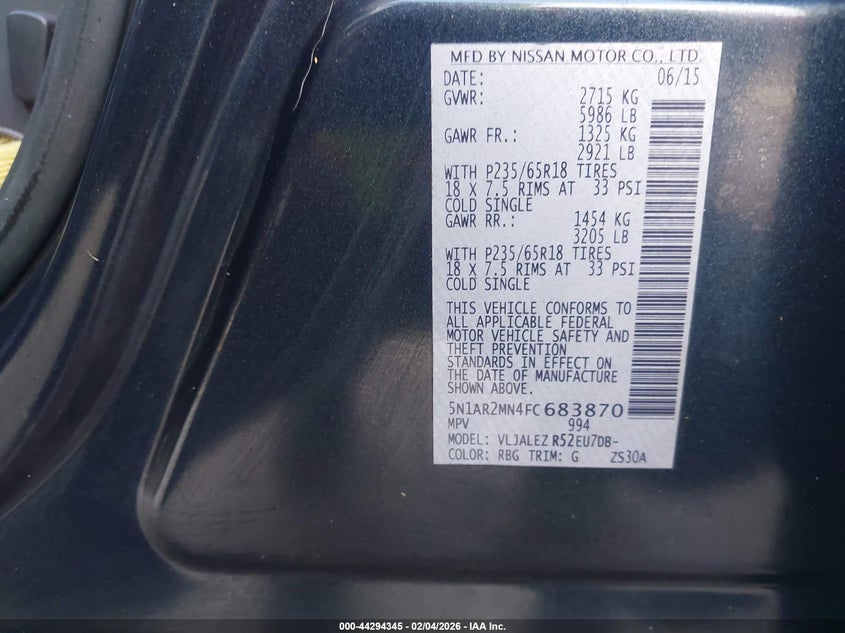 MFD BY NISSAN MOTOR CO., LTD.
DATE: 06/15
GVWR: 2715 KG
5986 LB
GAWR FR.: 1325 KG
2921 LB
WITH P235/65R18 TIRES
18 X 7.5 RIMS AT 33 PSI
COLD SINGLE
GAWR RR.: 1454 KG
3205 LB
WITH P235/65R18 TIRES
18 X 7.5 RIMS AT 33 PSI
COLD SINGLE
THIS VEHICLE CONFORMS TO
ALL APPLICABLE FEDERAL
MOTOR VEHICLE SAFETY AND
THEFT PREVENTION
STANDARDS IN EFFECT ON
THE DATE OF MANUFACTURE
SHOWN ABOVE.
5N1AR2MN4FC683870
MPV 994
MODEL: VLJALEZ R52EU7DB-
COLOR: RBG TRIM: G ZS30A
000-44294345 | 02/04/2026 - IAA Inc.